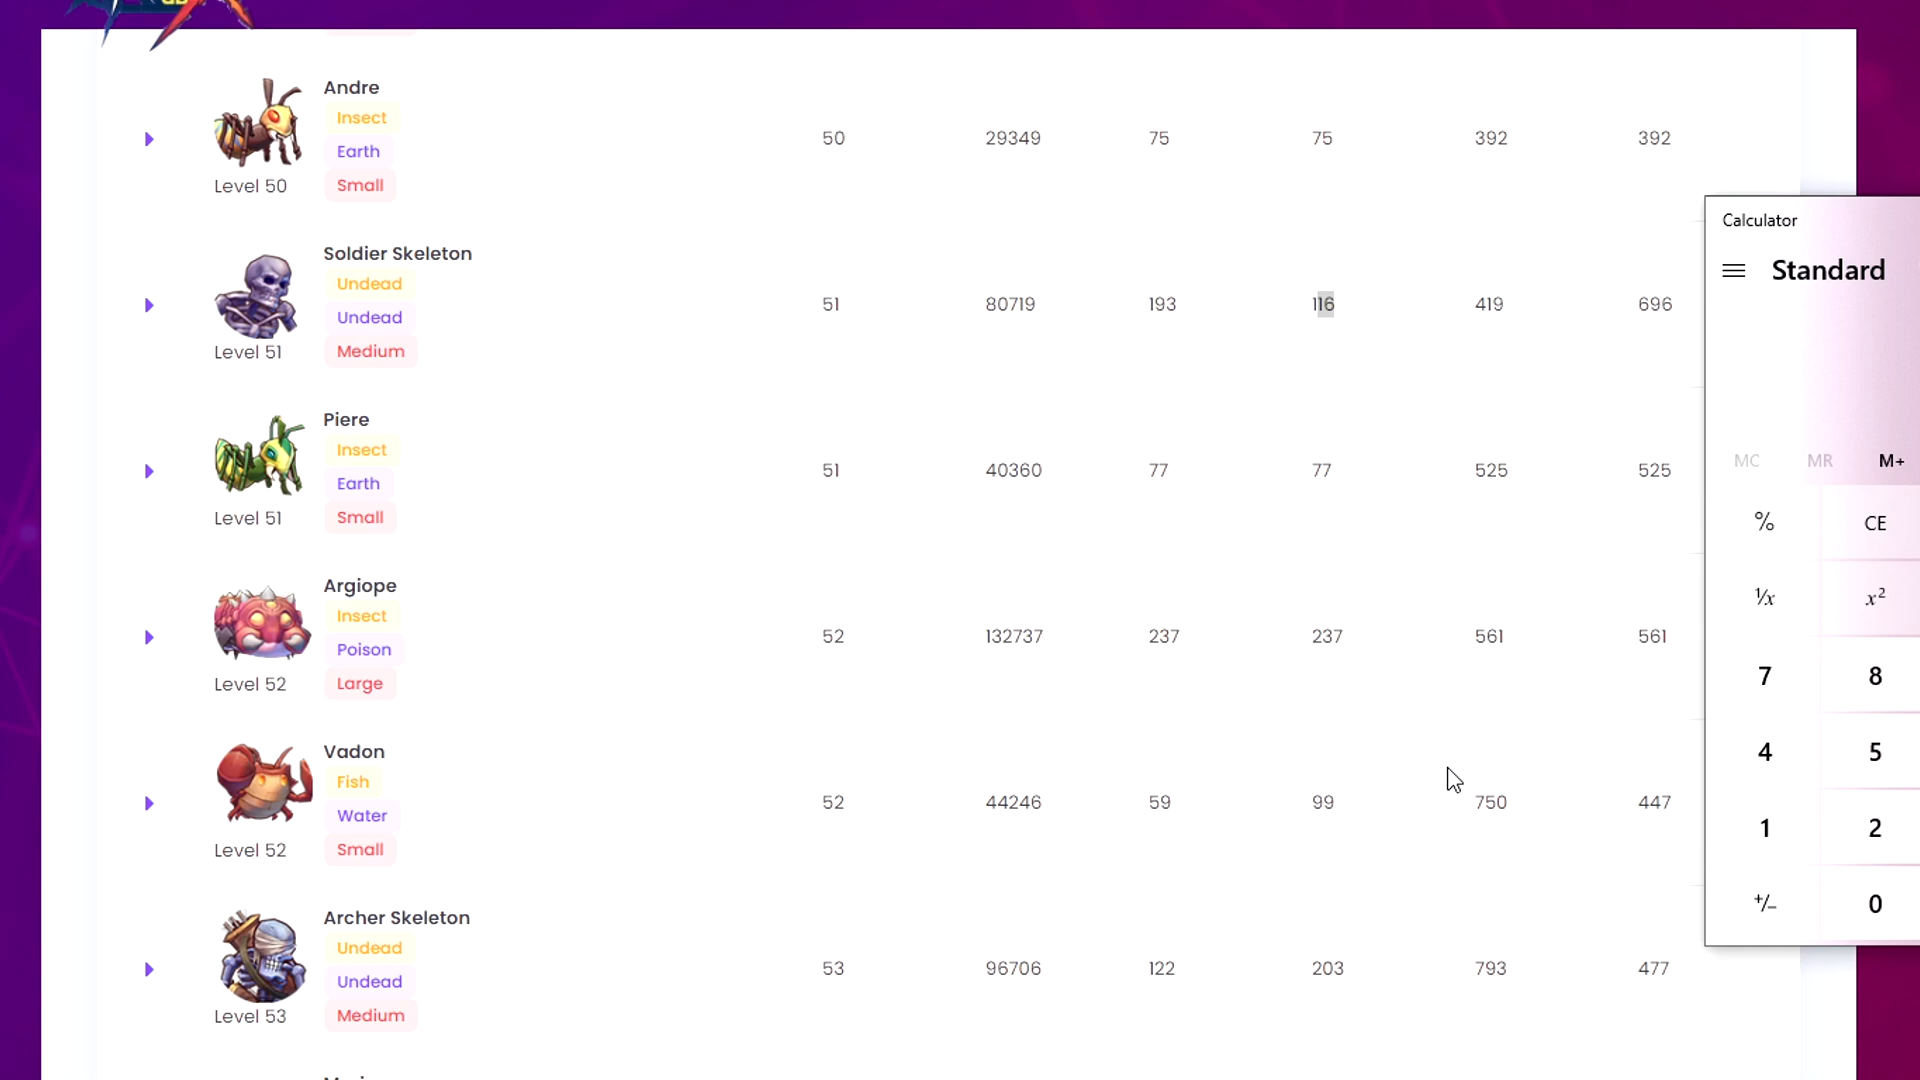 Andre
Insect
Earth
Small
Level 50
50 29349 75 75 392 392
Soldier Skeleton
Undead
Undead
Medium
Level 51
51 80719 193 116 419 696
Piere
Insect
Earth
Small
Level 51
51 40360 77 77 525 525
Argiope
Insect
Poison
Large
Level 52
52 132737 237 237 561 561
Vadon
Fish
Water
Small
Level 52
52 44246 59 99 750 447
Archer Skeleton
Undead
Undead
Medium
Level 53
53 96706 122 203 793 477
Calculator
Standard
MC MR M+
% CE
⅟x x²
7 8
4 5
1 2
+/- 0